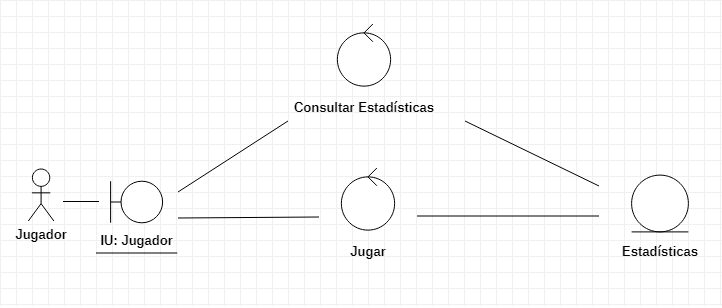 Consultar Estadísticas
Jugador
IU: Jugador
Jugar
Estadísticas